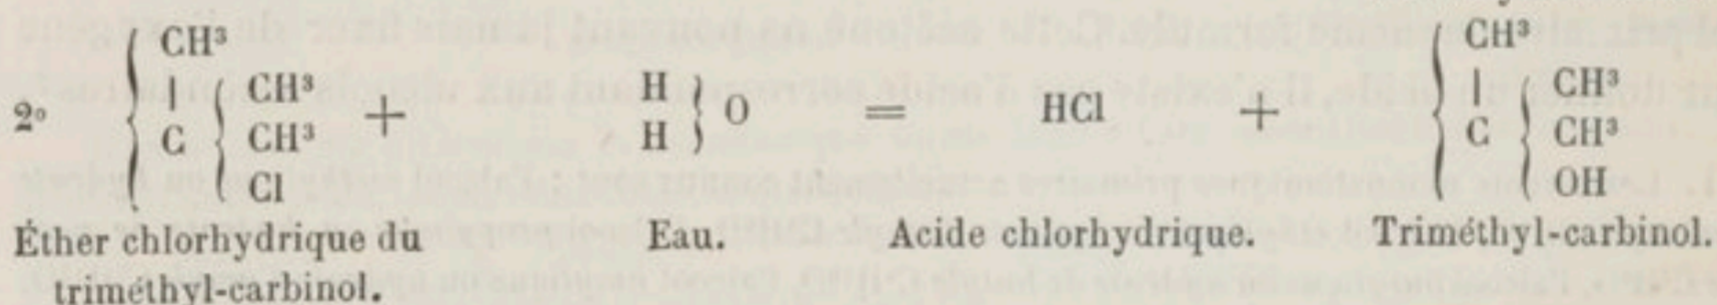 CH³ CH³
2° | CH³ + H O = HCl + | CH³
C CH³ H C CH³
Cl OH
Éther chlorhydrique du Eau. Acide chlorhydrique. Triméthyl-carbinol.
triméthyl-carbinol.